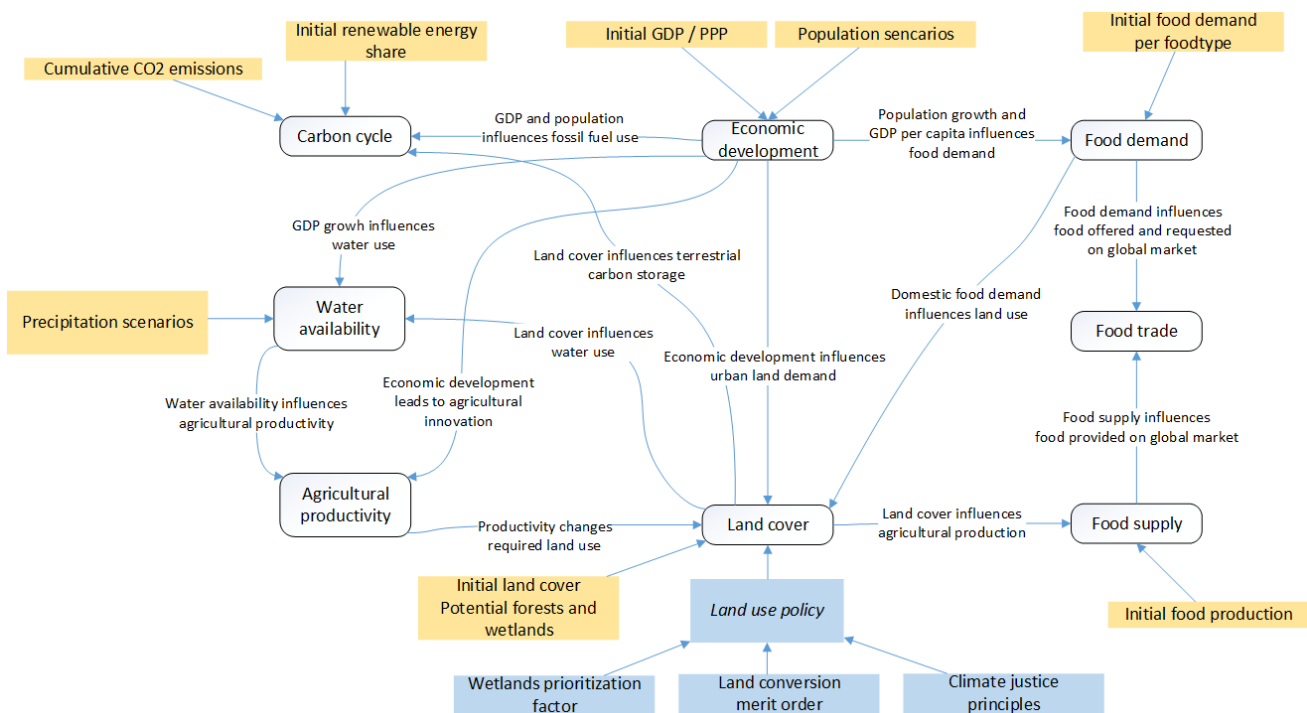 Initial renewable energy
share
Cumulative CO2 emissions
Initial GDP / PPP
Population sencarios
Initial food demand
per foodtype
Carbon cycle
GDP and population
influences fossil fuel use
Economic
development
Population growth and
GDP per capita influences
food demand
Food demand
GDP growh influences
water use
Land cover influences terrestrial
carbon storage
Food demand influences
food offered and requested
on global market
Domestic food demand
influences land use
Precipitation scenarios
Water
availability
Land cover influences
water use
Economic development influences
urban land demand
Food trade
Water availability influences
agricultural productivity
Economic development
leads to agricultural
innovation
Food supply influences
food provided on global market
Agricultural
productivity
Productivity changes
required land use
Land cover
Land cover influences
agricultural production
Food supply
Initial land cover
Potential forests and
wetlands
Land use policy
Initial food production
Wetlands prioritization
factor
Land conversion
merit order
Climate justice
principles